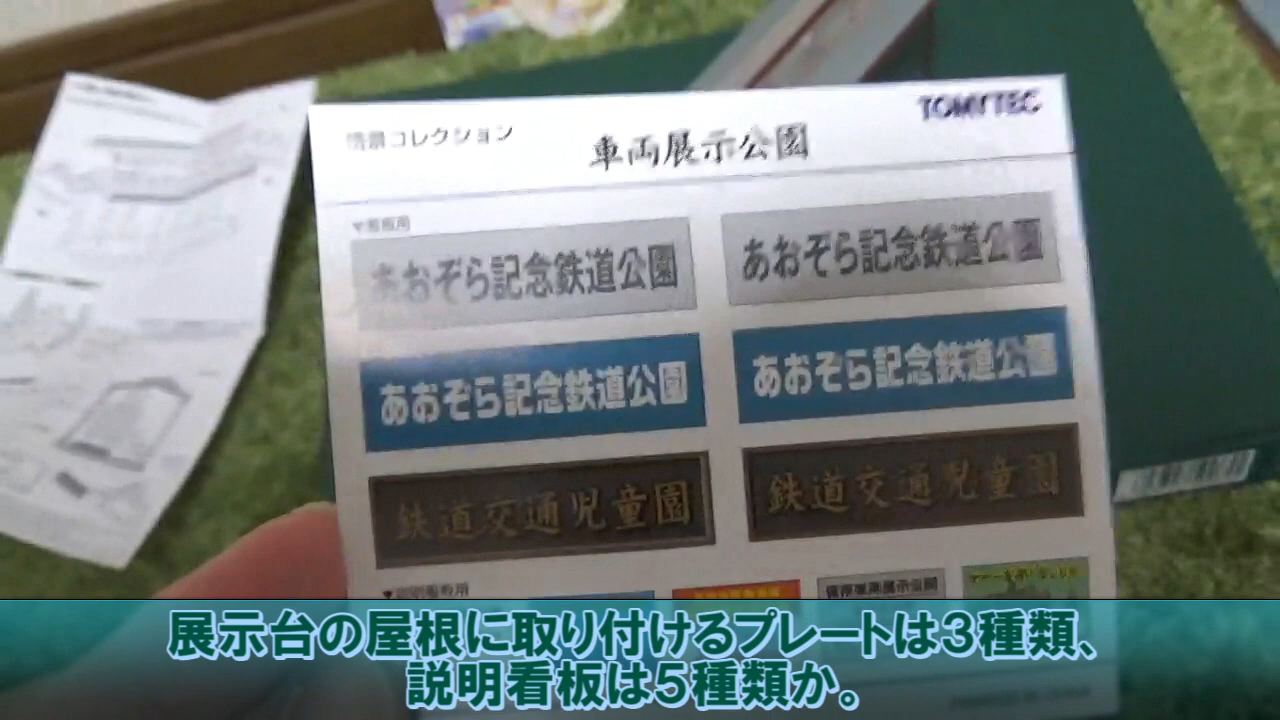 情景コレクション
車両展示公園
TOMYTEC
▼看板用
あおぞら記念鉄道公園
あおぞら記念鉄道公園
あおぞら記念鉄道公園
あおぞら記念鉄道公園
鉄道交通児童園
鉄道交通児童園
▼説明看板用
展示台の屋根に取り付けるプレートは３種類、
説明看板は５種類か。